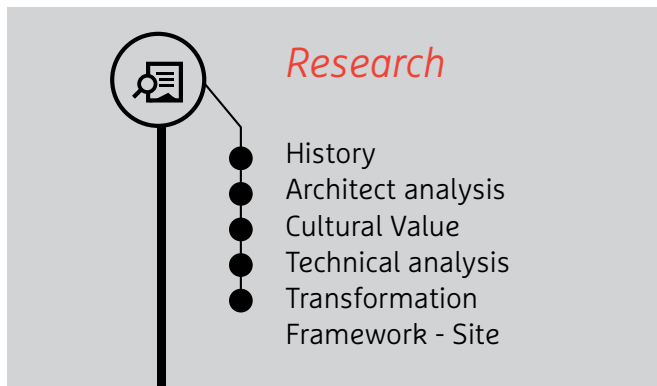 Research
History
Architect analysis
Cultural Value
Technical analysis
Transformation
Framework - Site